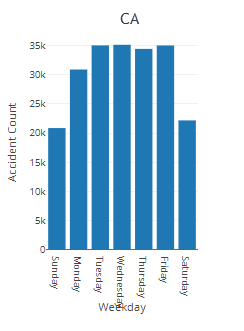 CA
Accident Count
35k
30k
25k
20k
15k
10k
5k
0
Sunday
Monday
Tuesday
Wednesday
Thursday
Friday
Saturday
Weekday